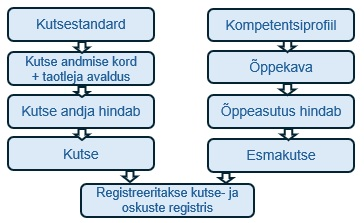 Kutsestandard
Kutse andmise kord
+ taotleja avaldus
Kutse andja hindab
Kutse
Kompetentsiprofiil
Õppekava
Õppeasutus hindab
Esmakutse
Registreeritakse kutse- ja
oskuste registris